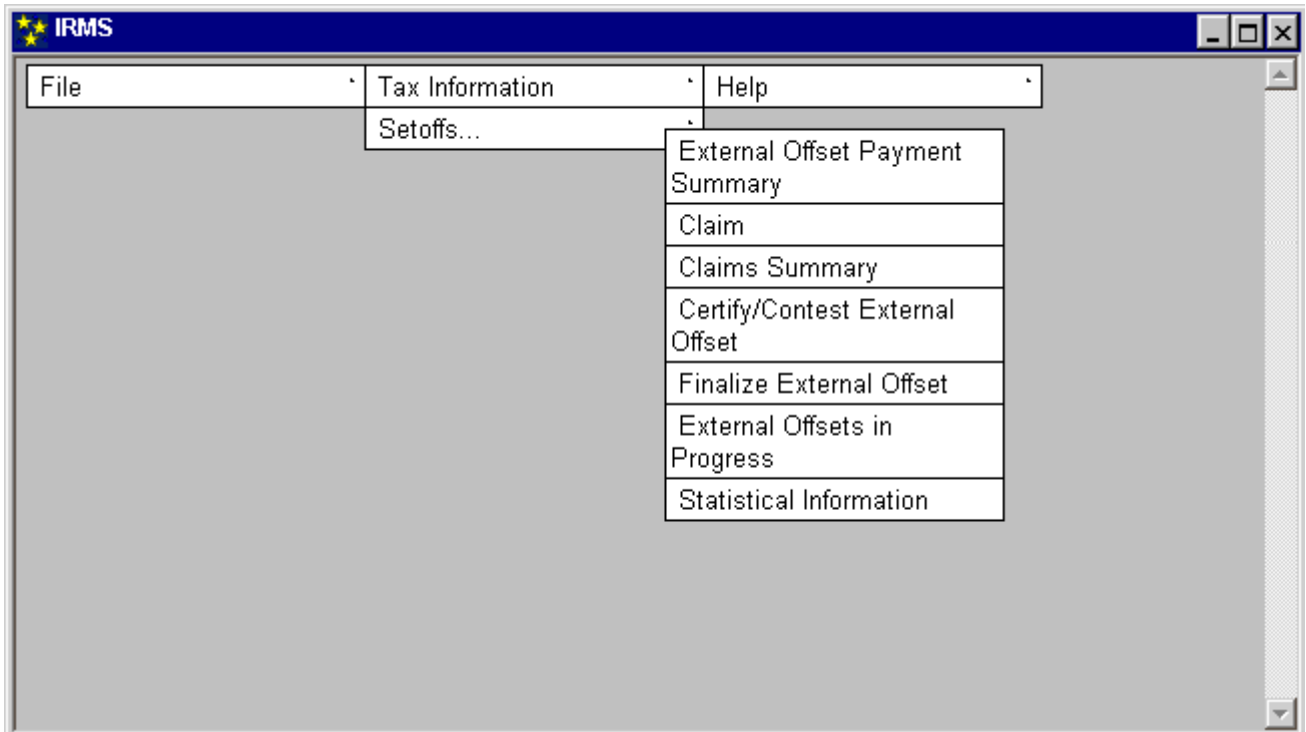 IRMS
File
Tax Information
Help
Setoffs...
External Offset Payment
Summary
Claim
Claims Summary
Certify/Contest External
Offset
Finalize External Offset
External Offsets in
Progress
Statistical Information